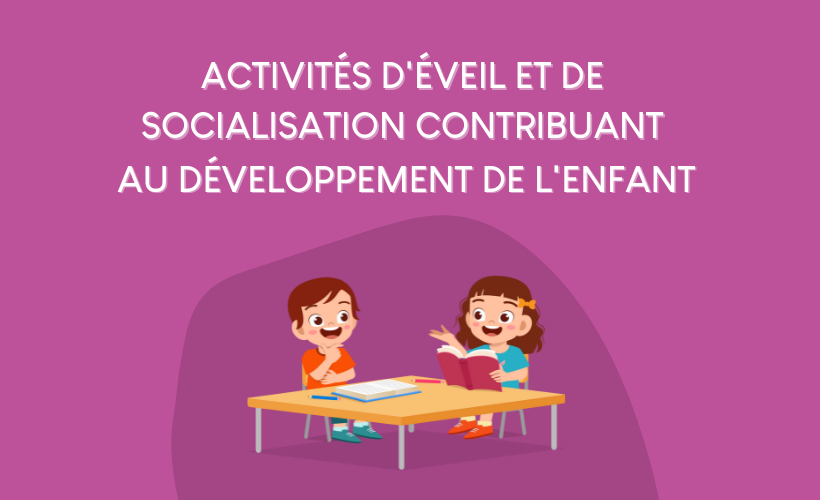 ACTIVITÉS D'ÉVEIL ET DE
SOCIALISATION CONTRIBUANT
AU DÉVELOPPEMENT DE L'ENFANT